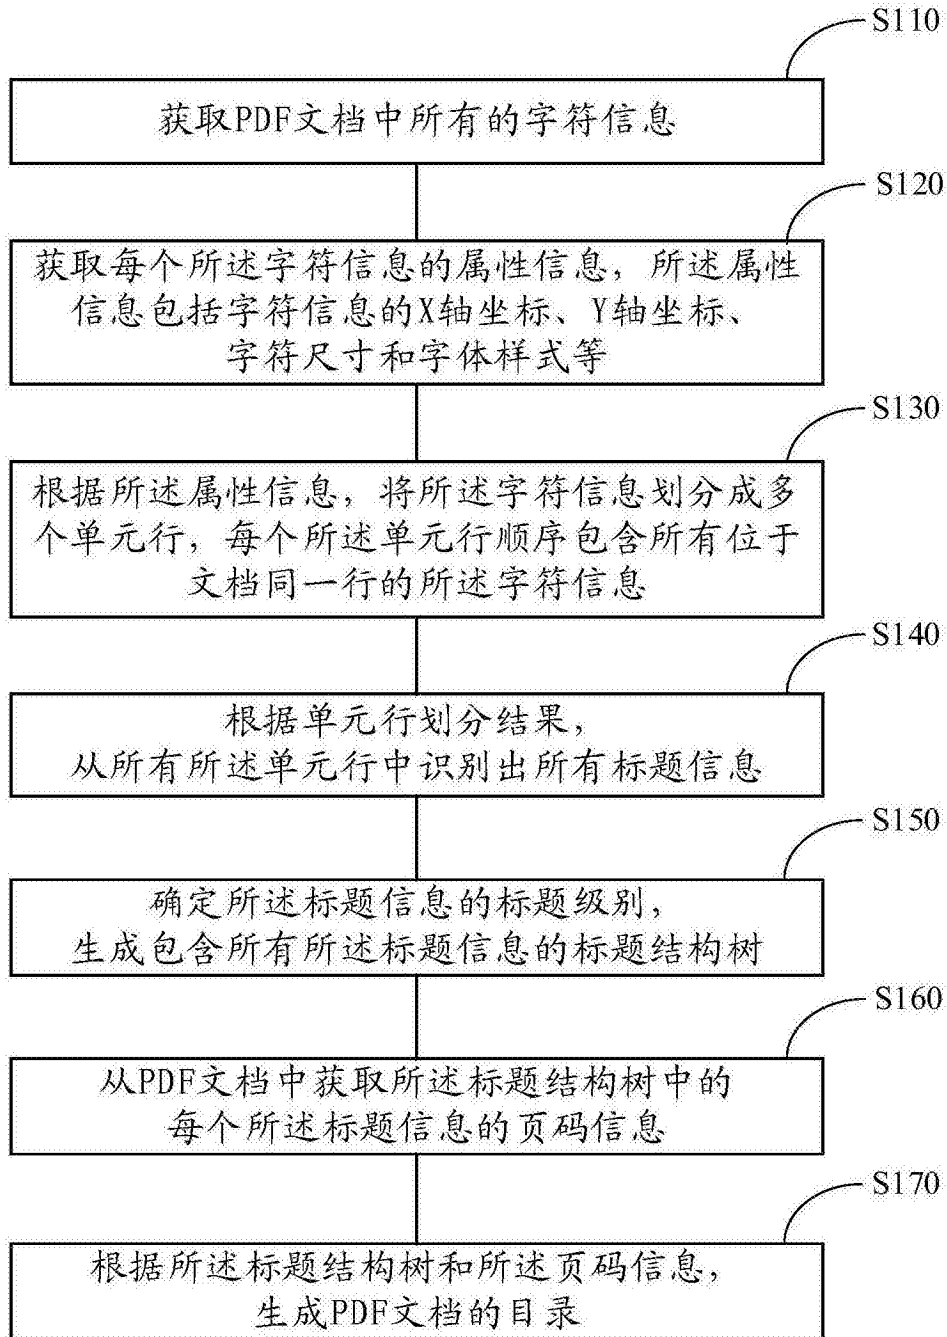 S110
获取PDF文档中所有的字符信息
S120
获取每个所述字符信息的属性信息，所述属性
信息包括字符信息的X轴坐标、Y轴坐标、
字符尺寸和字体样式等
S130
根据所述属性信息，将所述字符信息划分成多
个单元行，每个所述单元行顺序包含所有位于
文档同一行的所述字符信息
S140
根据单元行划分结果，
从所有所述单元行中识别出所有标题信息
S150
确定所述标题信息的标题级别，
生成包含所有所述标题信息的标题结构树
S160
从PDF文档中获取所述标题结构树中的
每个所述标题信息的页码信息
S170
根据所述标题结构树和所述页码信息，
生成PDF文档的目录